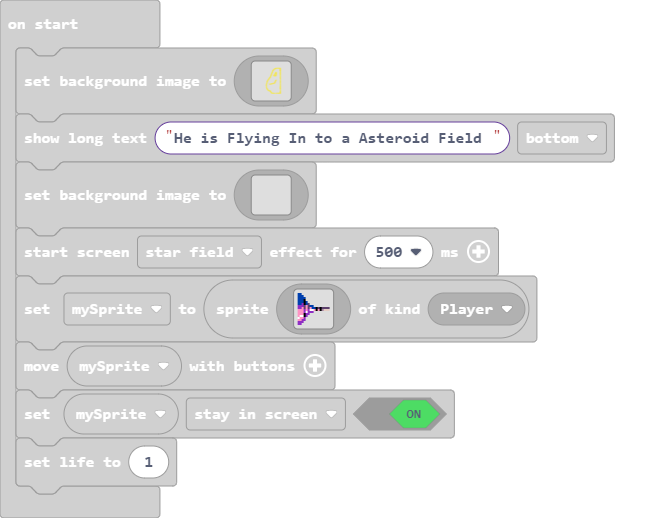 on start
set background image to
show long text "He is Flying In to a Asteroid Field " bottom
set background image to
start screen star field effect for 500 ms
set mySprite to sprite of kind Player
move mySprite with buttons
set mySprite stay in screen ON
set life to 1